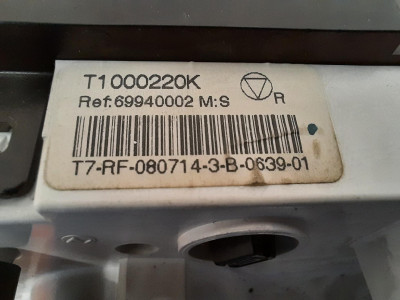 T1000220K
R
Ref:69940002 M:S
T7-RF-080714-3-B-0639-01